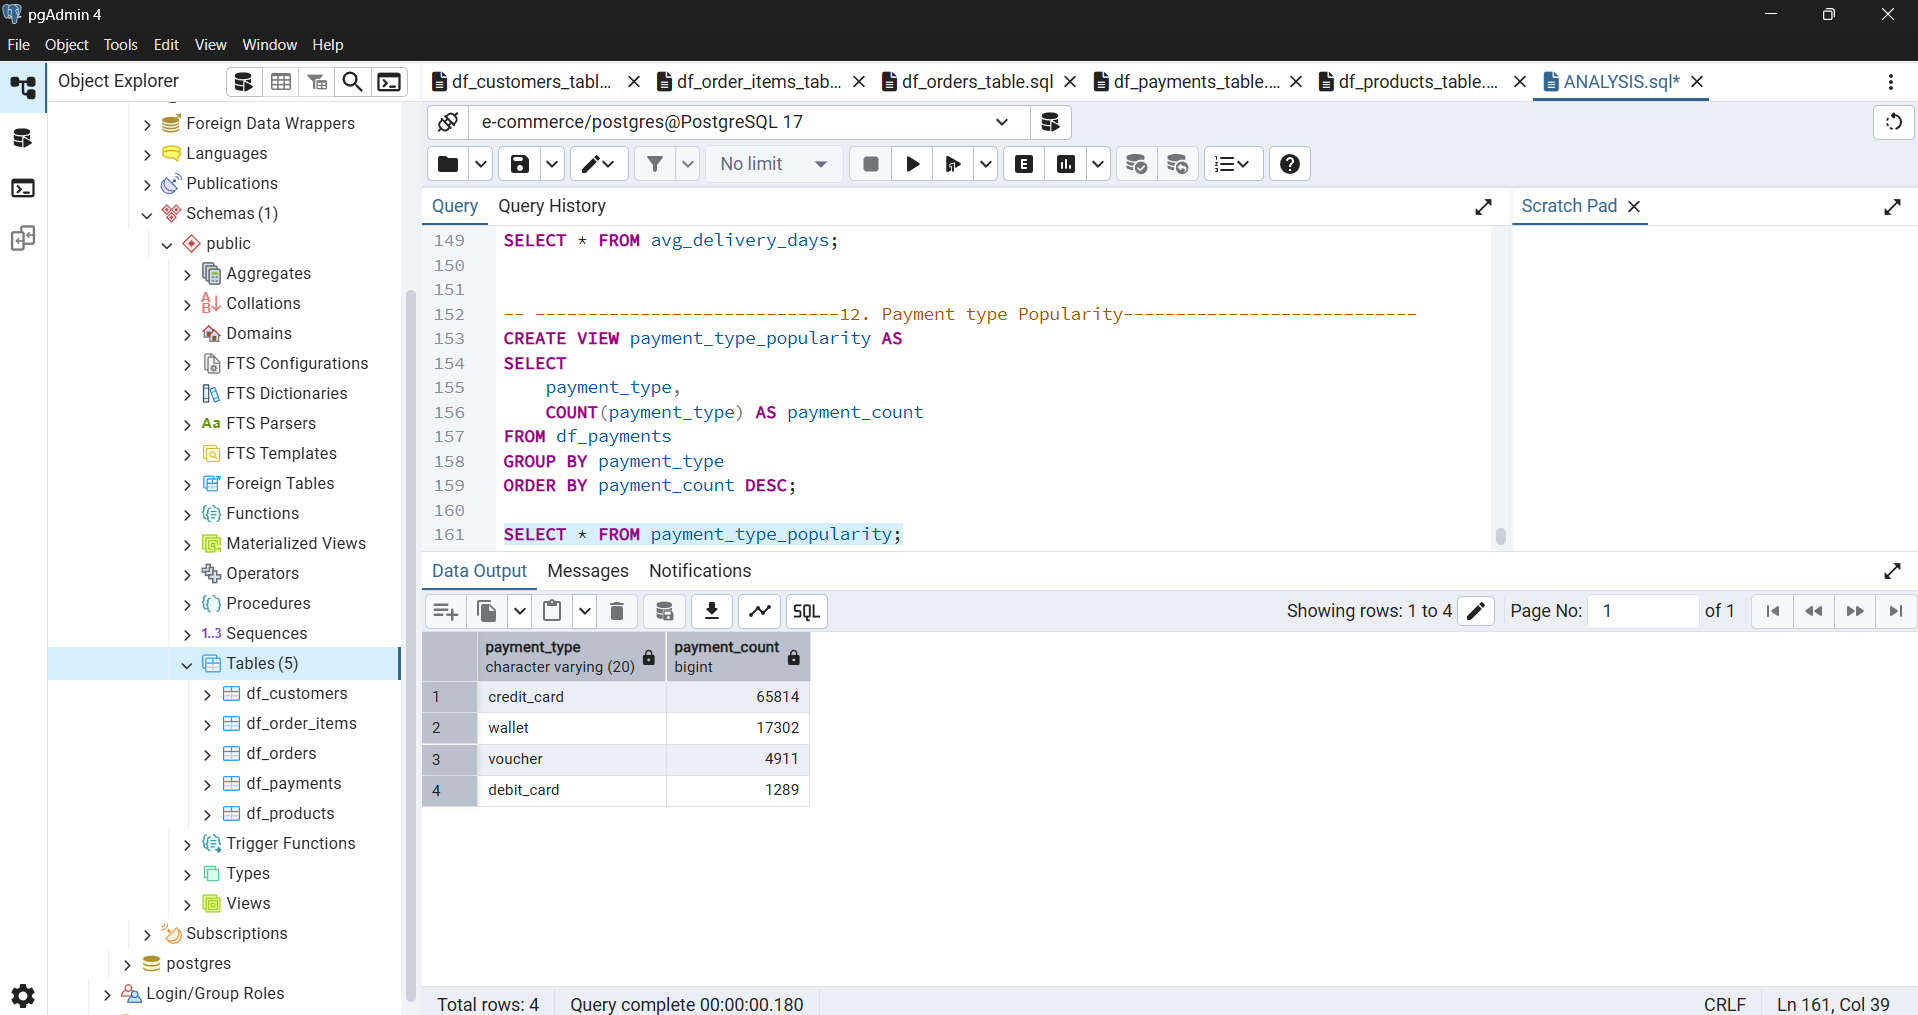 pgAdmin 4
File Object Tools Edit View Window Help
Object Explorer
df_customers_tabl... df_order_items_tab... df_orders_table.sql df_payments_table.... df_products_table.... ANALYSIS.sql*
e-commerce/postgres@PostgreSQL 17
No limit
E
SQL
Foreign Data Wrappers
Languages
Publications
Schemas (1)
public
Aggregates
Collations
Domains
FTS Configurations
FTS Dictionaries
Aa FTS Parsers
FTS Templates
Foreign Tables
Functions
Materialized Views
Operators
Procedures
1..3 Sequences
Tables (5)
df_customers
df_order_items
df_orders
df_payments
df_products
Trigger Functions
Types
Views
Subscriptions
postgres
Login/Group Roles
Query Query History
Scratch Pad
149 SELECT * FROM avg_delivery_days;
150
151
152 -- -----------------------------12. Payment type Popularity----------------------------
153 CREATE VIEW payment_type_popularity AS
154 SELECT
155 payment_type,
156 COUNT(payment_type) AS payment_count
157 FROM df_payments
158 GROUP BY payment_type
159 ORDER BY payment_count DESC;
160
161 SELECT * FROM payment_type_popularity;
Data Output Messages Notifications
Showing rows: 1 to 4 Page No: 1 of 1
payment_type payment_count
character varying (20) bigint
1 credit_card 65814
2 wallet 17302
3 voucher 4911
4 debit_card 1289
Total rows: 4 Query complete 00:00:00.180 CRLF Ln 161, Col 39